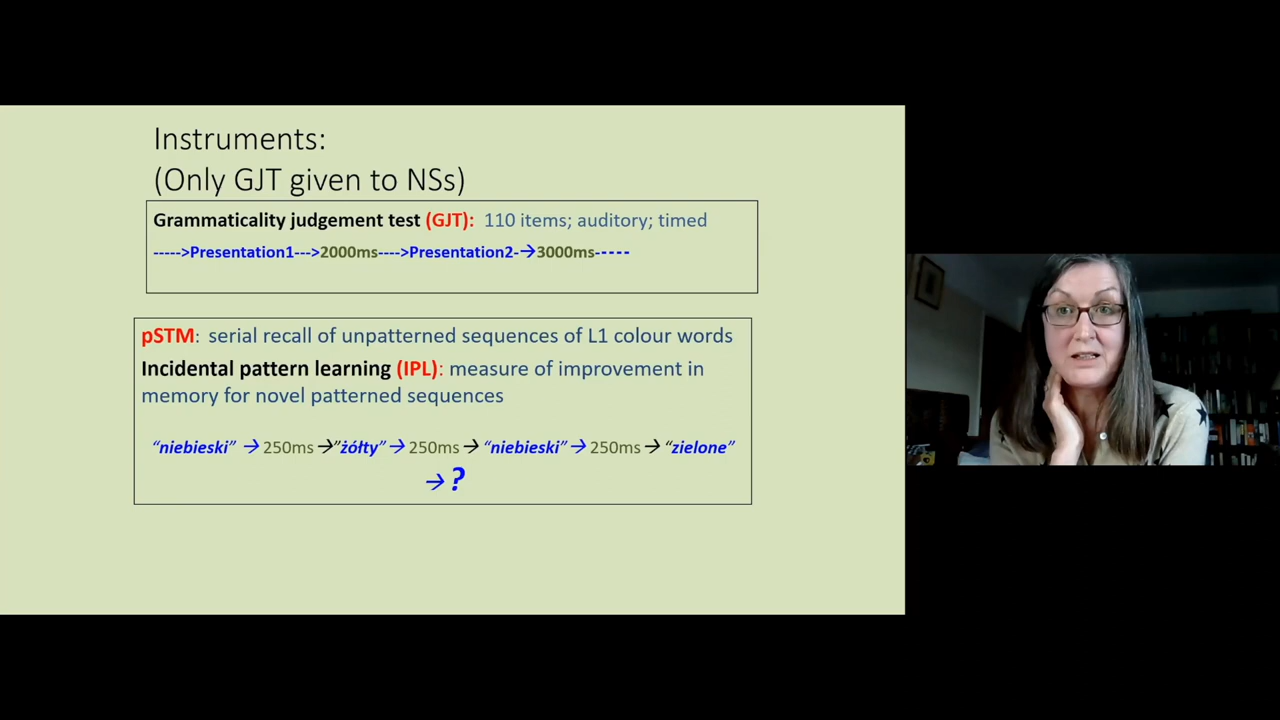 Instruments:
(Only GJT given to NSs)
Grammaticality judgement test (GJT): 110 items; auditory; timed
----->Presentation1--->2000ms---->Presentation2-→3000ms-----
pSTM: serial recall of unpatterned sequences of L1 colour words
Incidental pattern learning (IPL): measure of improvement in
memory for novel patterned sequences
“niebieski” → 250ms →”żółty”→ 250ms → “niebieski”→ 250ms → “zielone”
→ ?